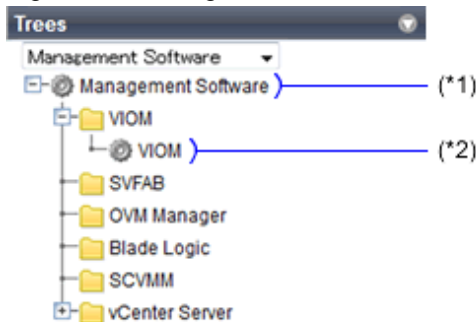 Trees
Management Software
Management Software (*1)
VIOM
VIOM (*2)
SVFAB
OVM Manager
Blade Logic
SCVMM
vCenter Server